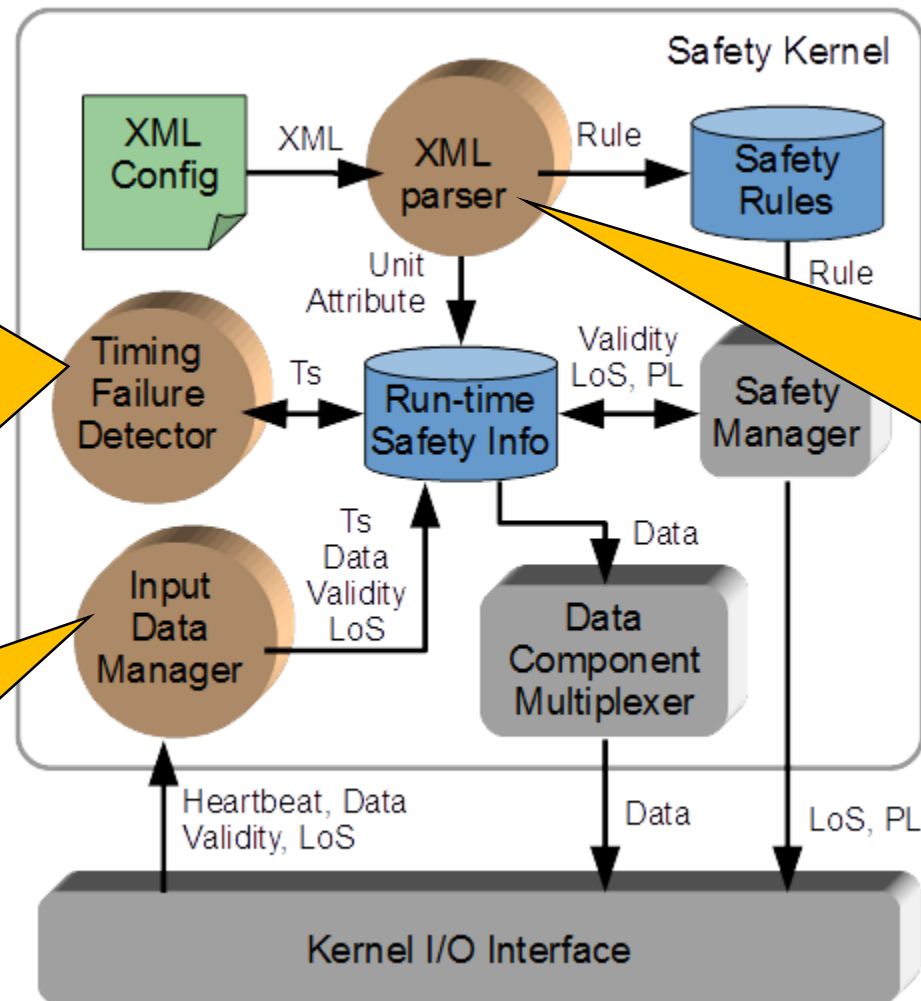 Safety Kernel
XML
Config
XML
XML
parser
Rule
Safety
Rules
Unit
Attribute
Rule
Timing
Failure
Detector
Ts
Run-time
Safety Info
Validity
LoS, PL
Safety
Manager
Ts
Data
Validity
LoS
Data
Input
Data
Manager
Data
Component
Multiplexer
Heartbeat, Data
Validity, LoS
Data
LoS, PL
Kernel I/O Interface